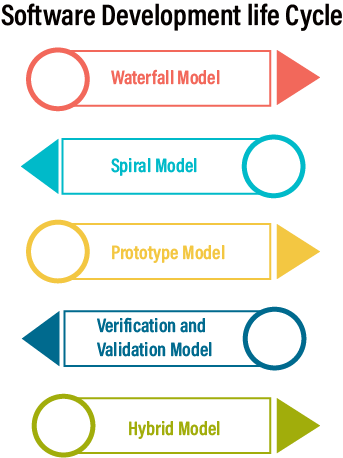 Software Development life Cycle
Waterfall Model
Spiral Model
Prototype Model
Verification and
Validation Model
Hybrid Model